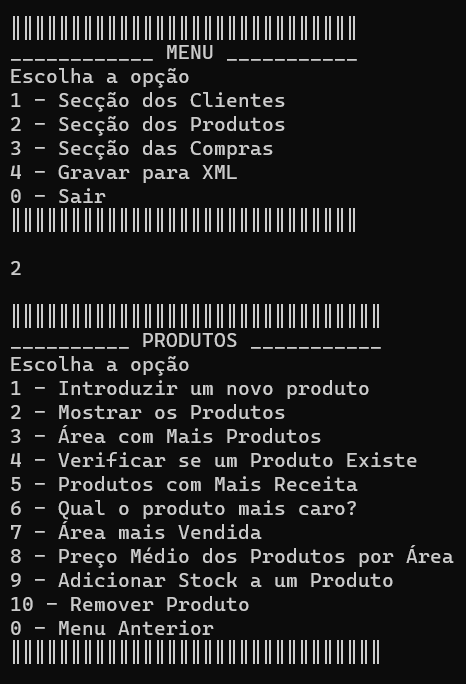 ____________ MENU ___________
Escolha a opção
1 - Secção dos Clientes
2 - Secção dos Produtos
3 - Secção das Compras
4 - Gravar para XML
0 - Sair
2
__________ PRODUTOS ___________
Escolha a opção
1 - Introduzir um novo produto
2 - Mostrar os Produtos
3 - Área com Mais Produtos
4 - Verificar se um Produto Existe
5 - Produtos com Mais Receita
6 - Qual o produto mais caro?
7 - Área mais Vendida
8 - Preço Médio dos Produtos por Área
9 - Adicionar Stock a um Produto
10 - Remover Produto
0 - Menu Anterior